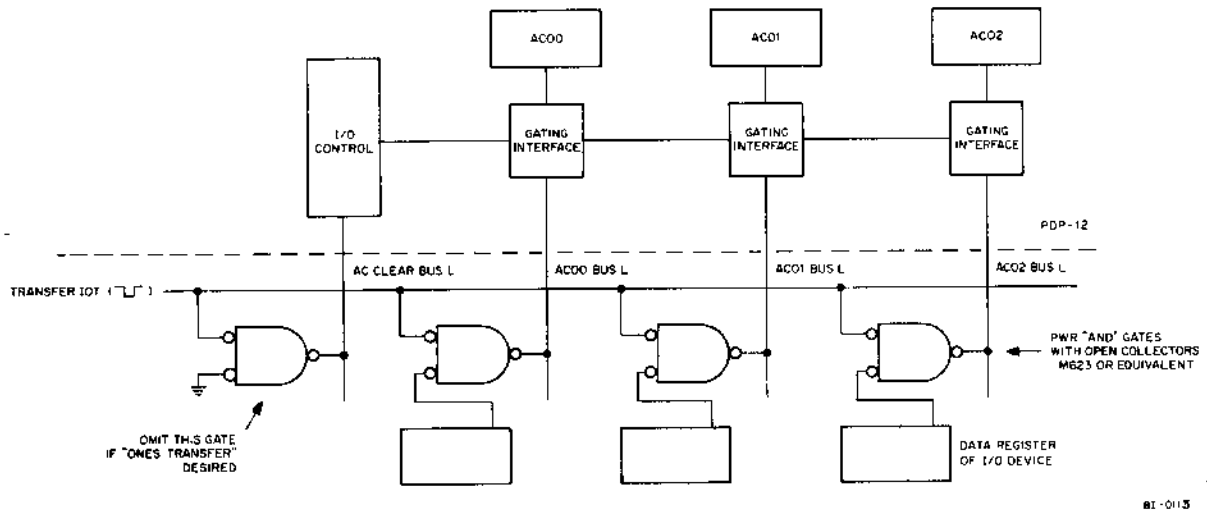 AC00
AC01
AC02
I/O
CONTROL
GATING
INTERFACE
GATING
INTERFACE
GATING
INTERFACE
PDP-12
AC CLEAR BUS L
AC00 BUS L
AC01 BUS L
AC02 BUS L
TRANSFER IOT ( )
PWR "AND" GATES
WITH OPEN COLLECTORS
M623 OR EQUIVALENT
OMIT THIS GATE
IF "ONES TRANSFER"
DESIRED
DATA REGISTER
OF I/O DEVICE
BI-0113